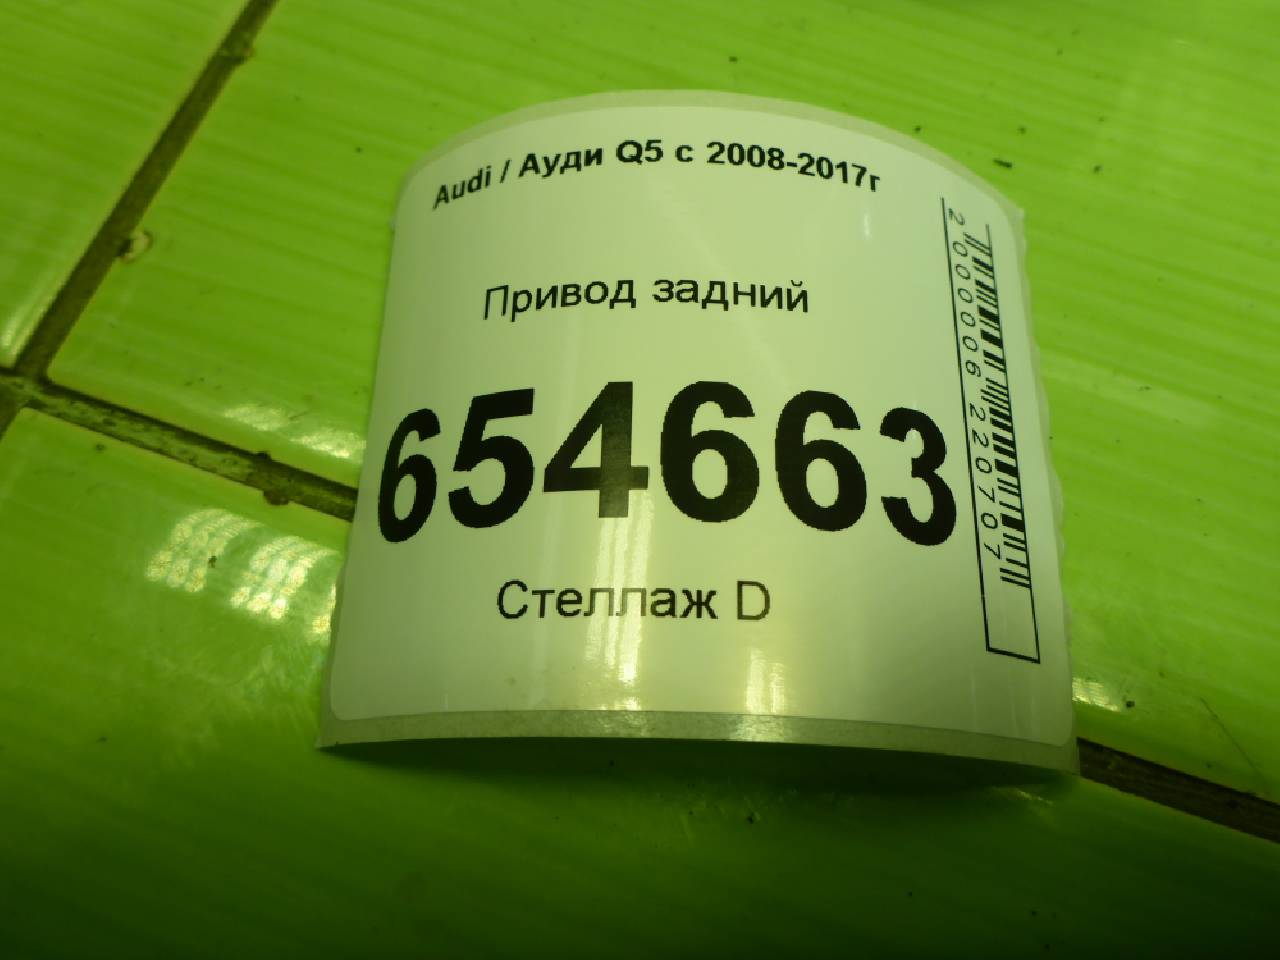 Audi / Ауди Q5 с 2008-2017г
Привод задний
654663
Стеллаж D
2000006220707